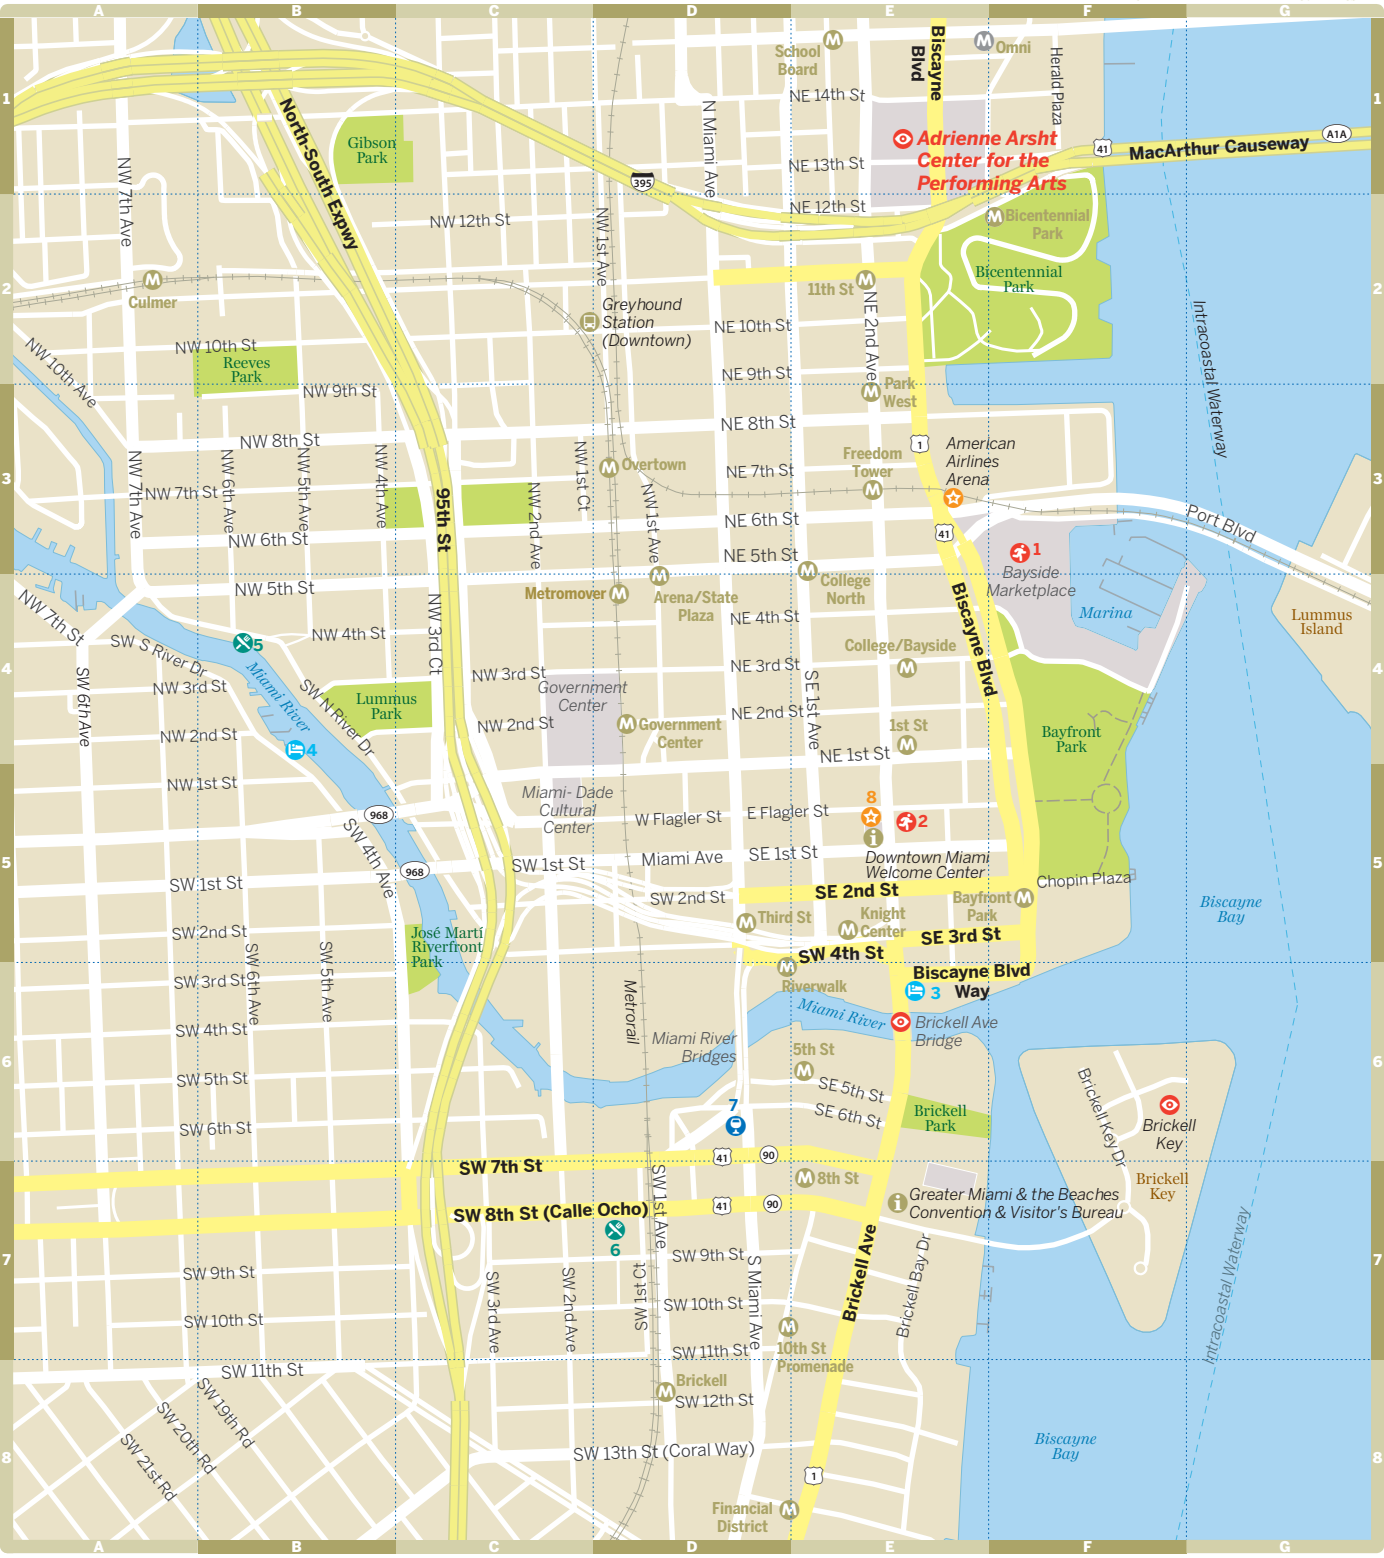 A
B
C
D
E
F
G
1
School
Board
Biscayne
Blvd
Omni
Herald Plaza
NE 14th St
1
North-South Expwy
Gibson
Park
N Miami Ave
Adrienne Arsht
Center for the
Performing Arts
41
MacArthur Causeway
A1A
NE 13th St
395
NW 7th Ave
NW 12th St
NW 1st Ave
NE 12th St
Bicentennial
Park
2
Culmer
11th St
Bicentennial
Park
2
Greyhound
Station
(Downtown)
NE 2nd Ave
NE 10th St
Intracoastal Waterway
NW 10th Ave
NW 10th St
Reeves
Park
NW 9th St
NE 9th St
Park
West
NE 8th St
NW 8th St
1
American
Airlines
Arena
3
NW 7th Ave
NW 7th St
NW 6th Ave
NW 5th Ave
NW 4th Ave
95th St
NW 2nd Ave
NW 1st Ct
Overtown
NW 1st Ave
NE 7th St
Freedom
Tower
3
NW 6th St
NE 6th St
41
Port Blvd
NE 5th St
1
Bayside
Marketplace
NW 5th St
College
North
Metromover
Arena/State
Plaza
Marina
Lummus
Island
NW 7th St
NW 4th St
NW 3rd Ct
NE 4th St
Biscayne Blvd
5
SW S River Dr
College/Bayside
4
SW 6th Ave
NW 3rd St
Miami River
SW N River Dr
Lummus
Park
NW 3rd St
Government
Center
NE 3rd St
SE 1st Ave
4
NW 2nd St
4
NW 2nd St
Government
Center
NE 2nd St
1st St
Bayfront
Park
NE 1st St
NW 1st St
Miami- Dade
Cultural
Center
968
SW 4th Ave
W Flagler St
E Flagler St
8
2
5
968
SW 1st St
Miami Ave
SE 1st St
Downtown Miami
Welcome Center
5
SW 1st St
SW 2nd St
SE 2nd St
Bayfront
Park
Chopin Plaza
Biscayne
Bay
SW 2nd St
José Martí
Riverfront
Park
Third St
Knight
Center
SE 3rd St
SW 4th St
SW 6th Ave
SW 5th Ave
SW 3rd St
Riverwalk
Biscayne Blvd
Way
3
Metrorail
Miami River
SW 4th St
Miami River
Bridges
Brickell Ave
Bridge
6
5th St
6
SW 5th St
SE 5th St
Brickell Key Dr
7
SE 6th St
Brickell
Park
Brickell
Key
SW 6th St
41
90
SW 7th St
8th St
Brickell
Key
SW 1st Ave
41
90
Greater Miami & the Beaches
Convention & Visitor's Bureau
SW 8th St (Calle Ocho)
6
7
SW 9th St
SW 3rd Ave
SW 2nd Ave
SW 1st Ct
SW 9th St
S Miami Ave
Brickell Ave
Brickell Bay Dr
Intracoastal Waterway
7
SW 10th St
SW 10th St
SW 11th St
SW 11th St
10th St
Promenade
SW 19th Rd
SW 20th Rd
SW 21st Rd
Brickell
SW 12th St
8
SW 13th St (Coral Way)
Biscayne
Bay
8
1
Financial
District
A
B
C
D
E
F
G